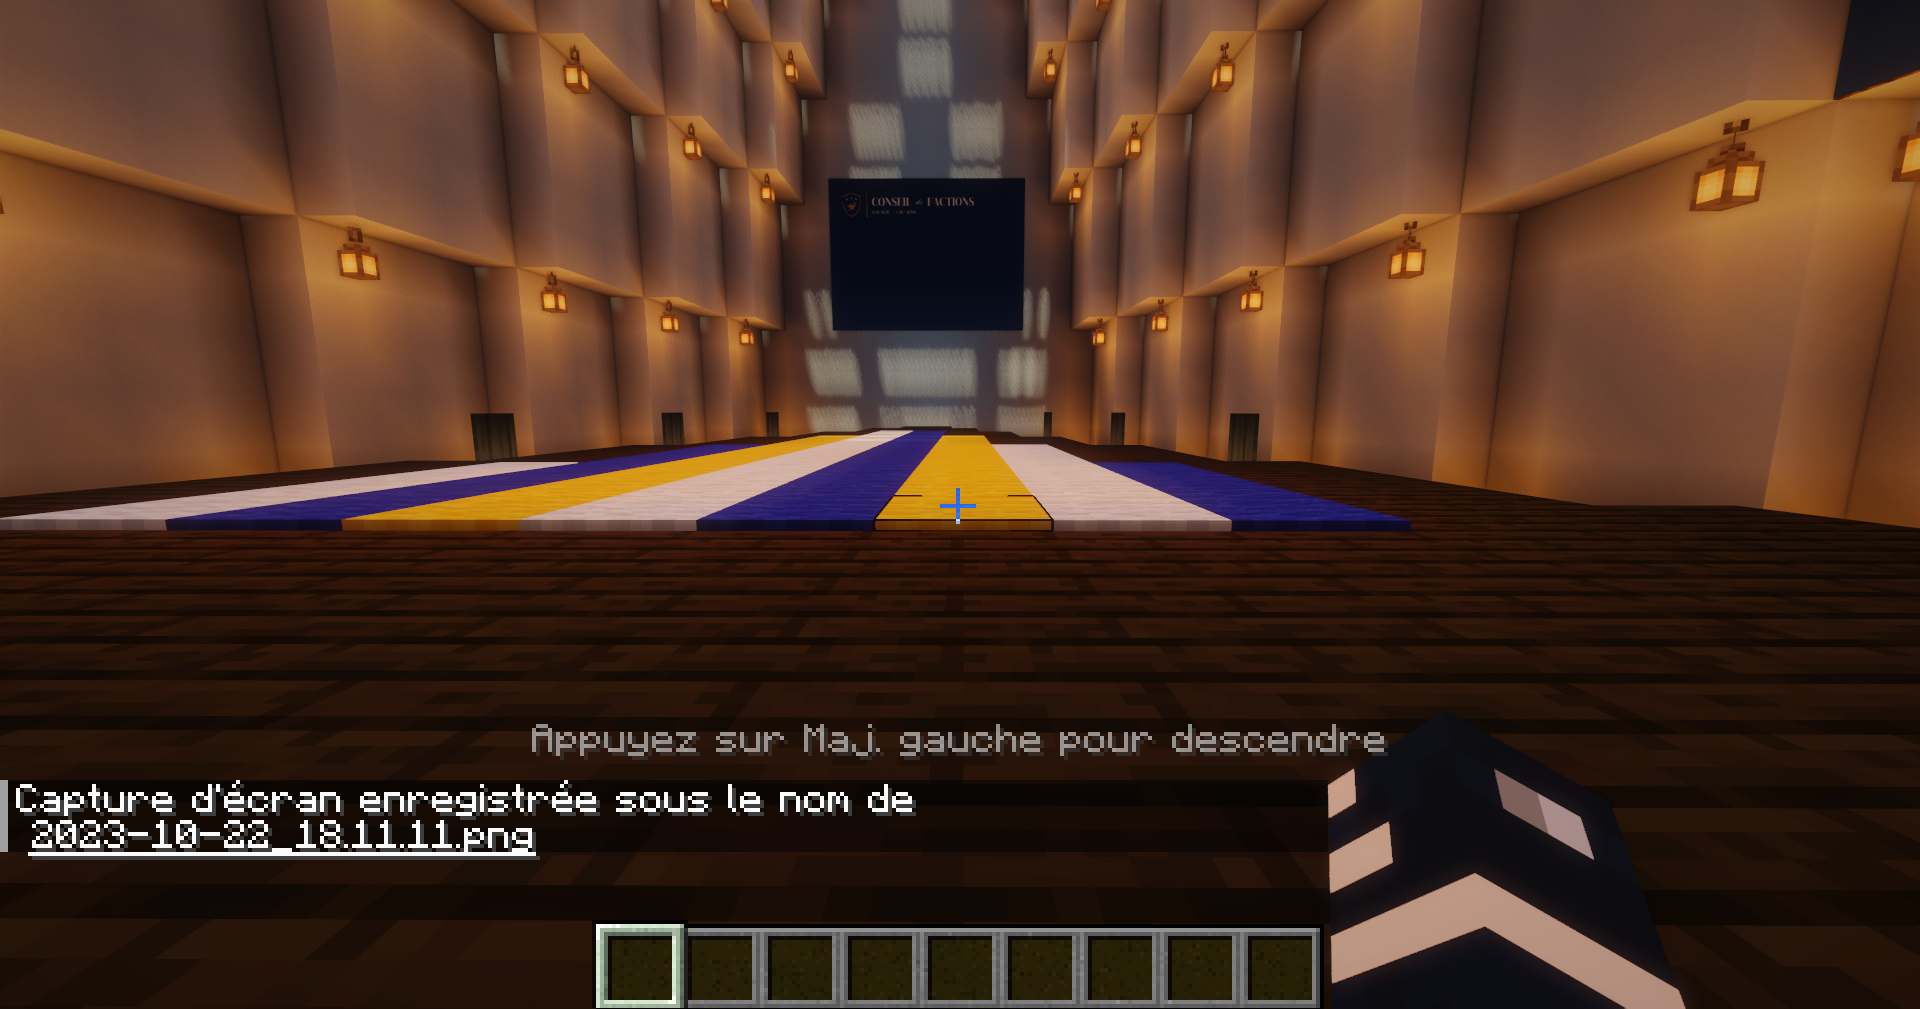 CONSEIL de FACTIONS
Appuyez sur Maj. gauche pour descendre
Capture d'écran enregistrée sous le nom de
2023-10-22_18.11.11.png